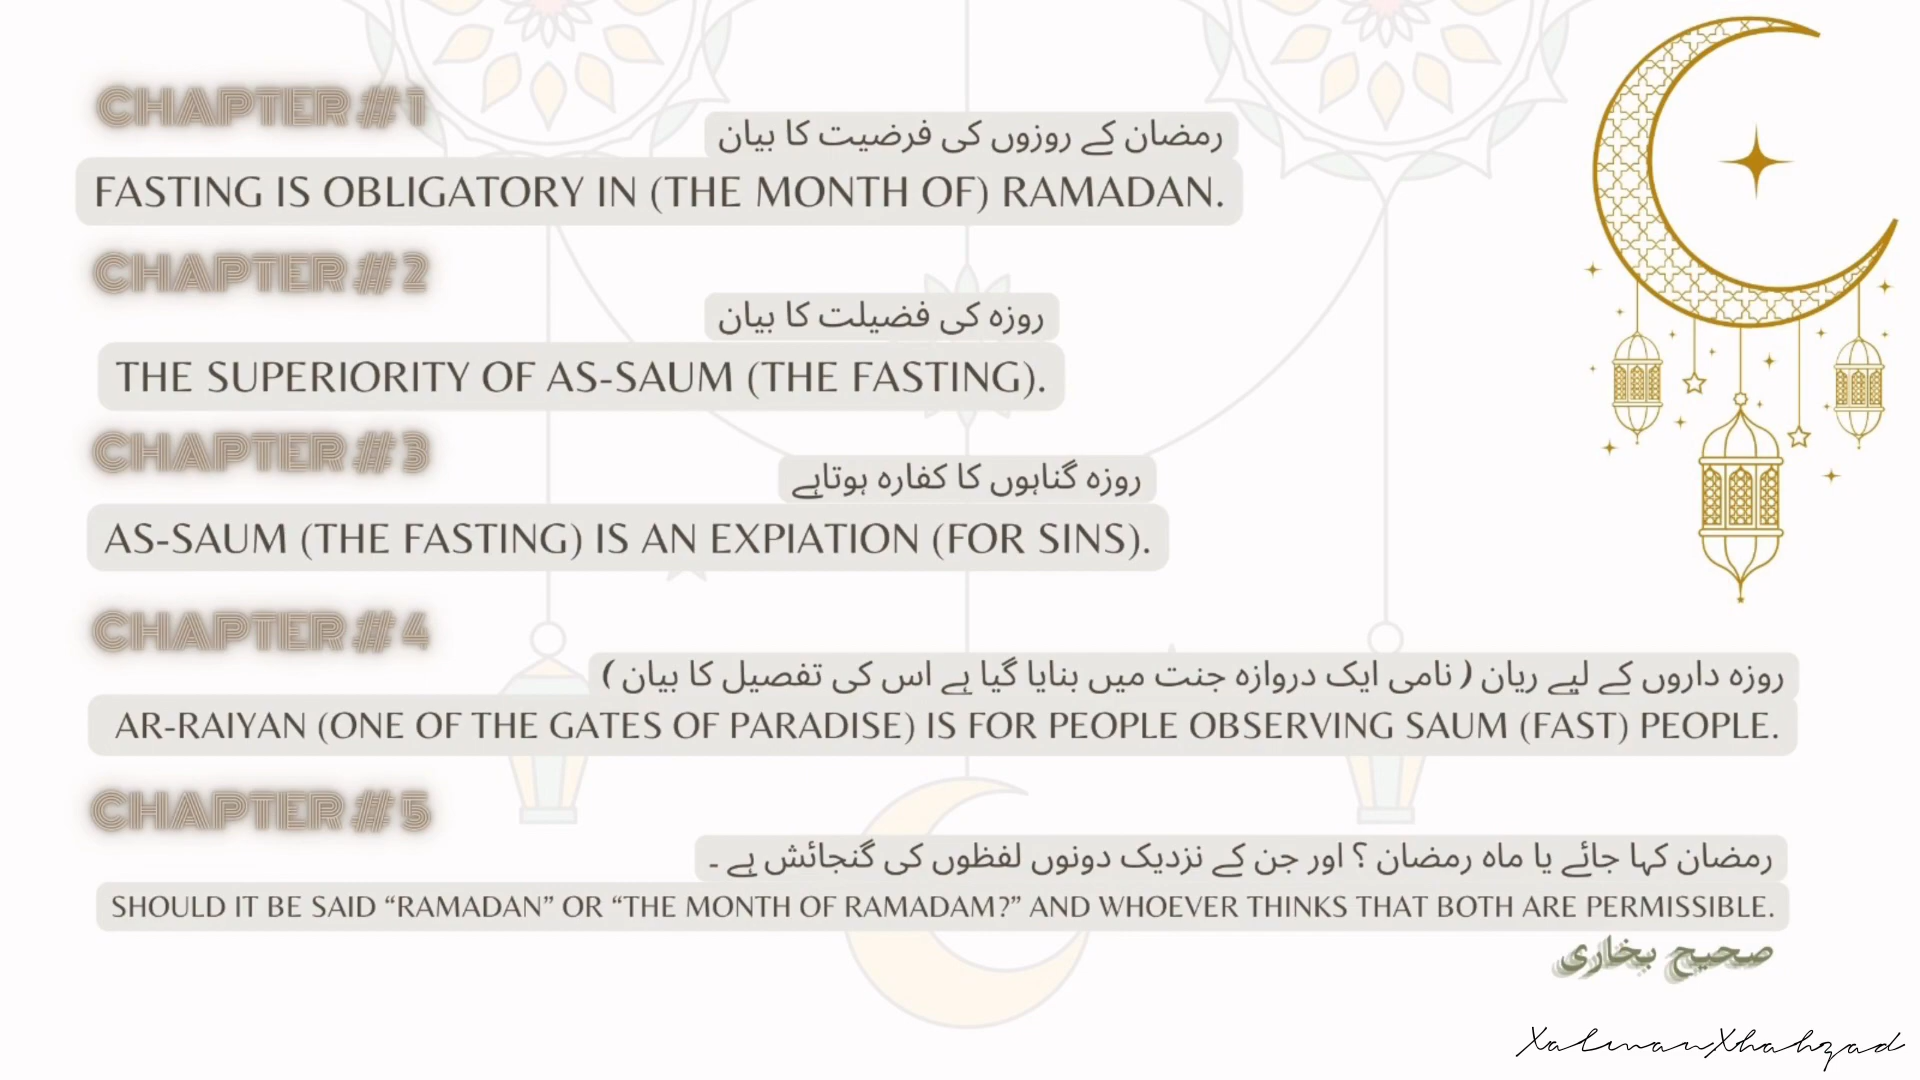 CHAPTER #1
رمضان کے روزوں کی فرضیت کا بیان
FASTING IS OBLIGATORY IN (THE MONTH OF) RAMADAN.
CHAPTER #2
روزہ کی فضیلت کا بیان
THE SUPERIORITY OF AS-SAUM (THE FASTING).
CHAPTER #3
روزہ گناہوں کا کفارہ ہوتاہے
AS-SAUM (THE FASTING) IS AN EXPIATION (FOR SINS).
CHAPTER #4
روزہ داروں کے لیے ریان ( نامی ایک دروازہ جنت میں بنایا گیا ہے اس کی تفصیل کا بیان )
AR-RAIYAN (ONE OF THE GATES OF PARADISE) IS FOR PEOPLE OBSERVING SAUM (FAST) PEOPLE.
CHAPTER #5
رمضان کہا جائے یا ماہ رمضان ؟ اور جن کے نزدیک دونوں لفظوں کی گنجائش ہے ۔
SHOULD IT BE SAID “RAMADAN” OR “THE MONTH OF RAMADAM?” AND WHOEVER THINKS THAT BOTH ARE PERMISSIBLE.
صحیح بخاری
XalmanXhahzad